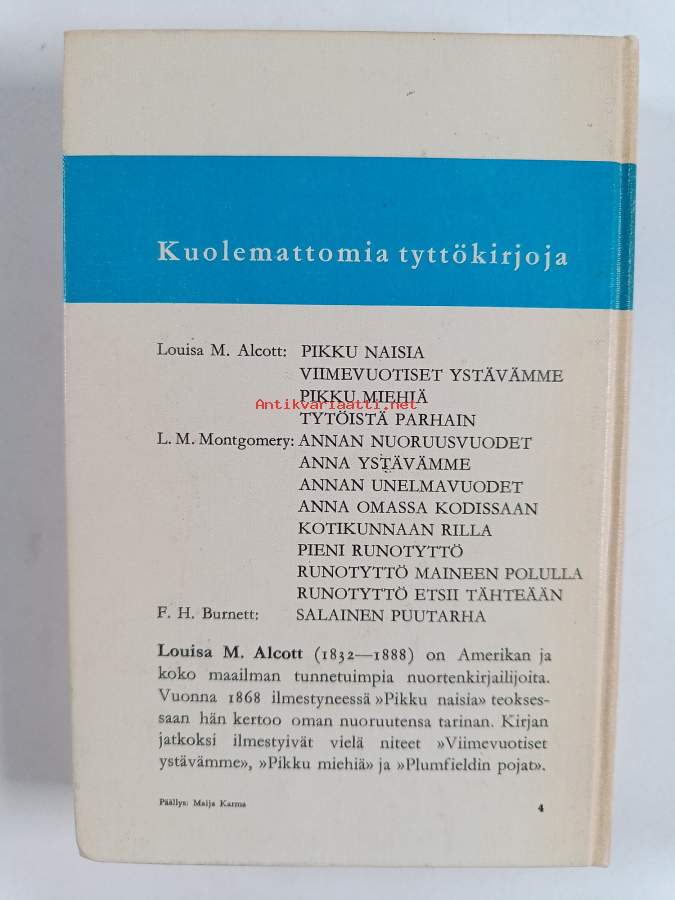 Kuolemattomia tyttökirjoja
Louisa M. Alcott: PIKKU NAISIA
VIIMEVUOTISET YSTÄVÄMME
PIKKU MIEHIÄ
Antikvariaatti.net
TYTÖISTÄ PARHAIN
L. M. Montgomery: ANNAN NUORUUSVUODET
ANNA YSTÄVÄMME
ANNAN UNELMAVUODET
ANNA OMASSA KODISSAAN
KOTIKUNNAAN RILLA
PIENI RUNOTYTTÖ
RUNOTYTTÖ MAINEEN POLULLA
RUNOTYTTÖ ETSII TÄHTEÄÄN
F. H. Burnett: SALAINEN PUUTARHA
Louisa M. Alcott (1832—1888) on Amerikan ja
koko maailman tunnetuimpia nuortenkirjailijoita.
Vuonna 1868 ilmestyneessä »Pikku naisia» teokses-
saan hän kertoo oman nuoruutensa tarinan. Kirjan
jatkoksi ilmestyivät vielä niteet »Viimevuotiset
ystävämme», »Pikku miehiä» ja »Plumfieldin pojat».
Päällys: Maija Karma 4